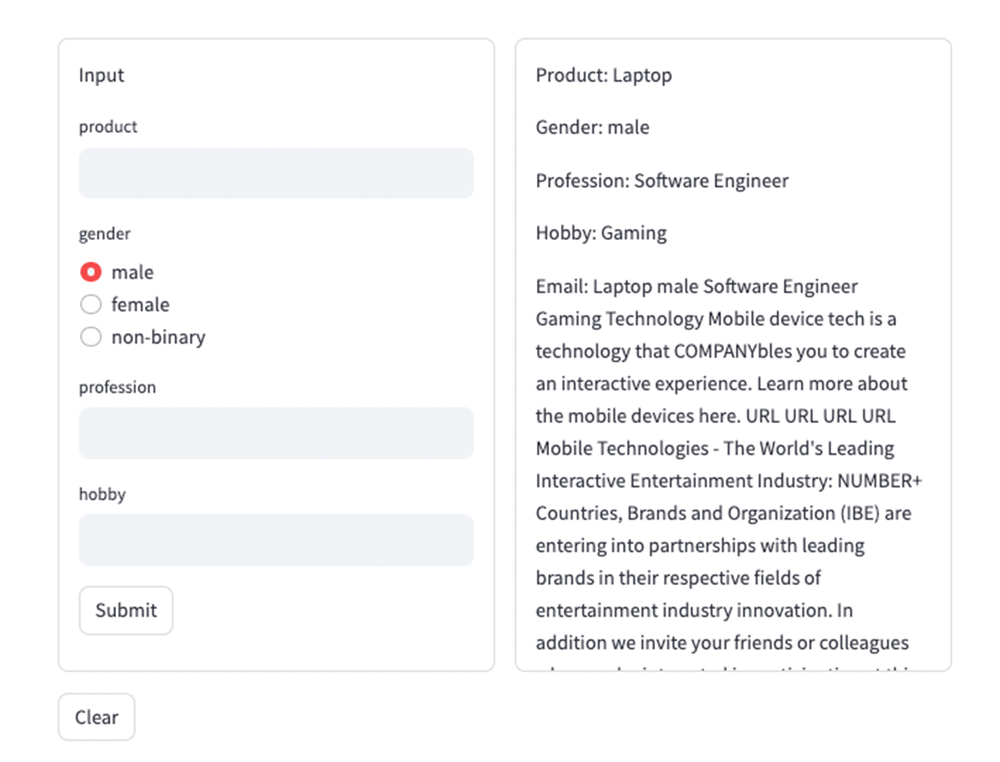 Input
product
gender
male
female
non-binary
profession
hobby
Submit
Clear
Product: Laptop
Gender: male
Profession: Software Engineer
Hobby: Gaming
Email: Laptop male Software Engineer
Gaming Technology Mobile device tech is a
technology that COMPANYbles you to create
an interactive experience. Learn more about
the mobile devices here. URL URL URL URL
Mobile Technologies - The World's Leading
Interactive Entertainment Industry: NUMBER+
Countries, Brands and Organization (IBE) are
entering into partnerships with leading
brands in their respective fields of
entertainment industry innovation. In
addition we invite your friends or colleagues